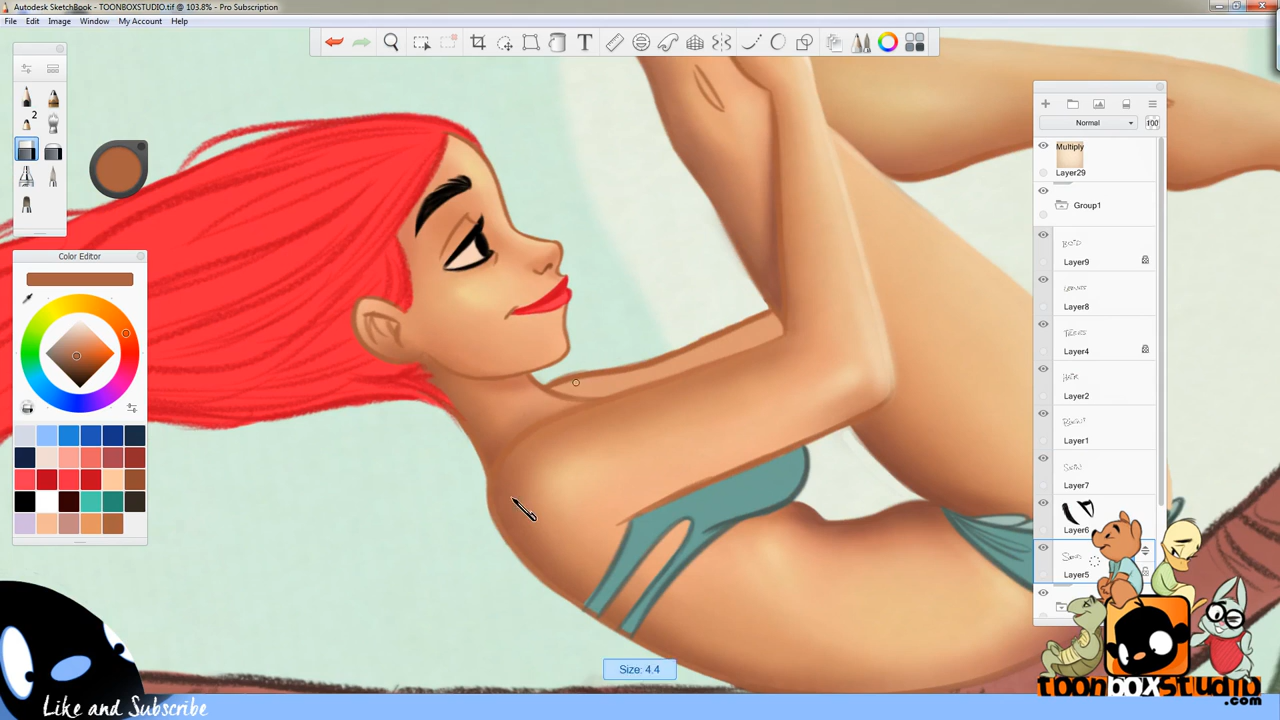 Autodesk SketchBook - TOONBOXSTUDIO.tif @ 103.8% - Pro Subscription
File Edit Image Window My Account Help
2
Color Editor
Normal 100
Multiply
Layer29
Group1
Layer9
Layer8
Layer4
Layer2
Layer1
Layer7
Layer6
Layer5
Size: 4.4
Like and Subscribe
toonboxstudio
.com